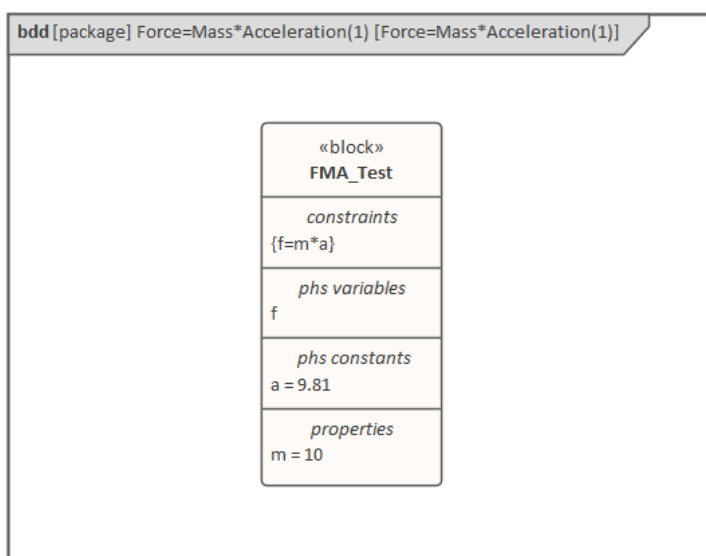 bdd [package] Force=Mass*Acceleration(1) [Force=Mass*Acceleration(1)]
«block»
FMA_Test
constraints
{f=m*a}
phs variables
f
phs constants
a = 9.81
properties
m = 10